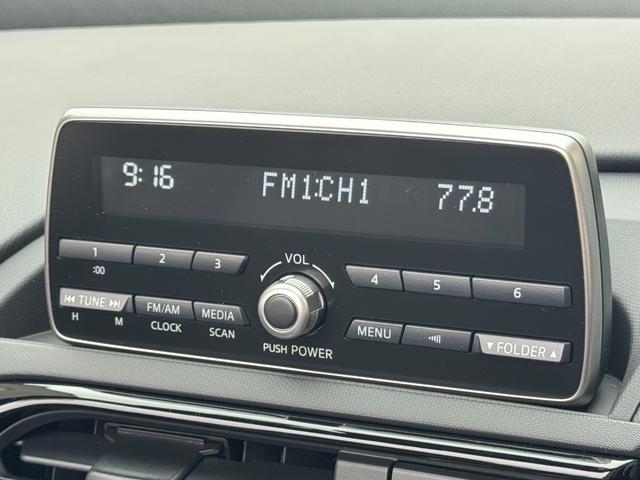 9:16 FM1:CH1 77.8
VOL
1 2 3 4 5 6
:00
TUNE FM/AM MEDIA MENU FOLDER
H M CLOCK SCAN
PUSH POWER